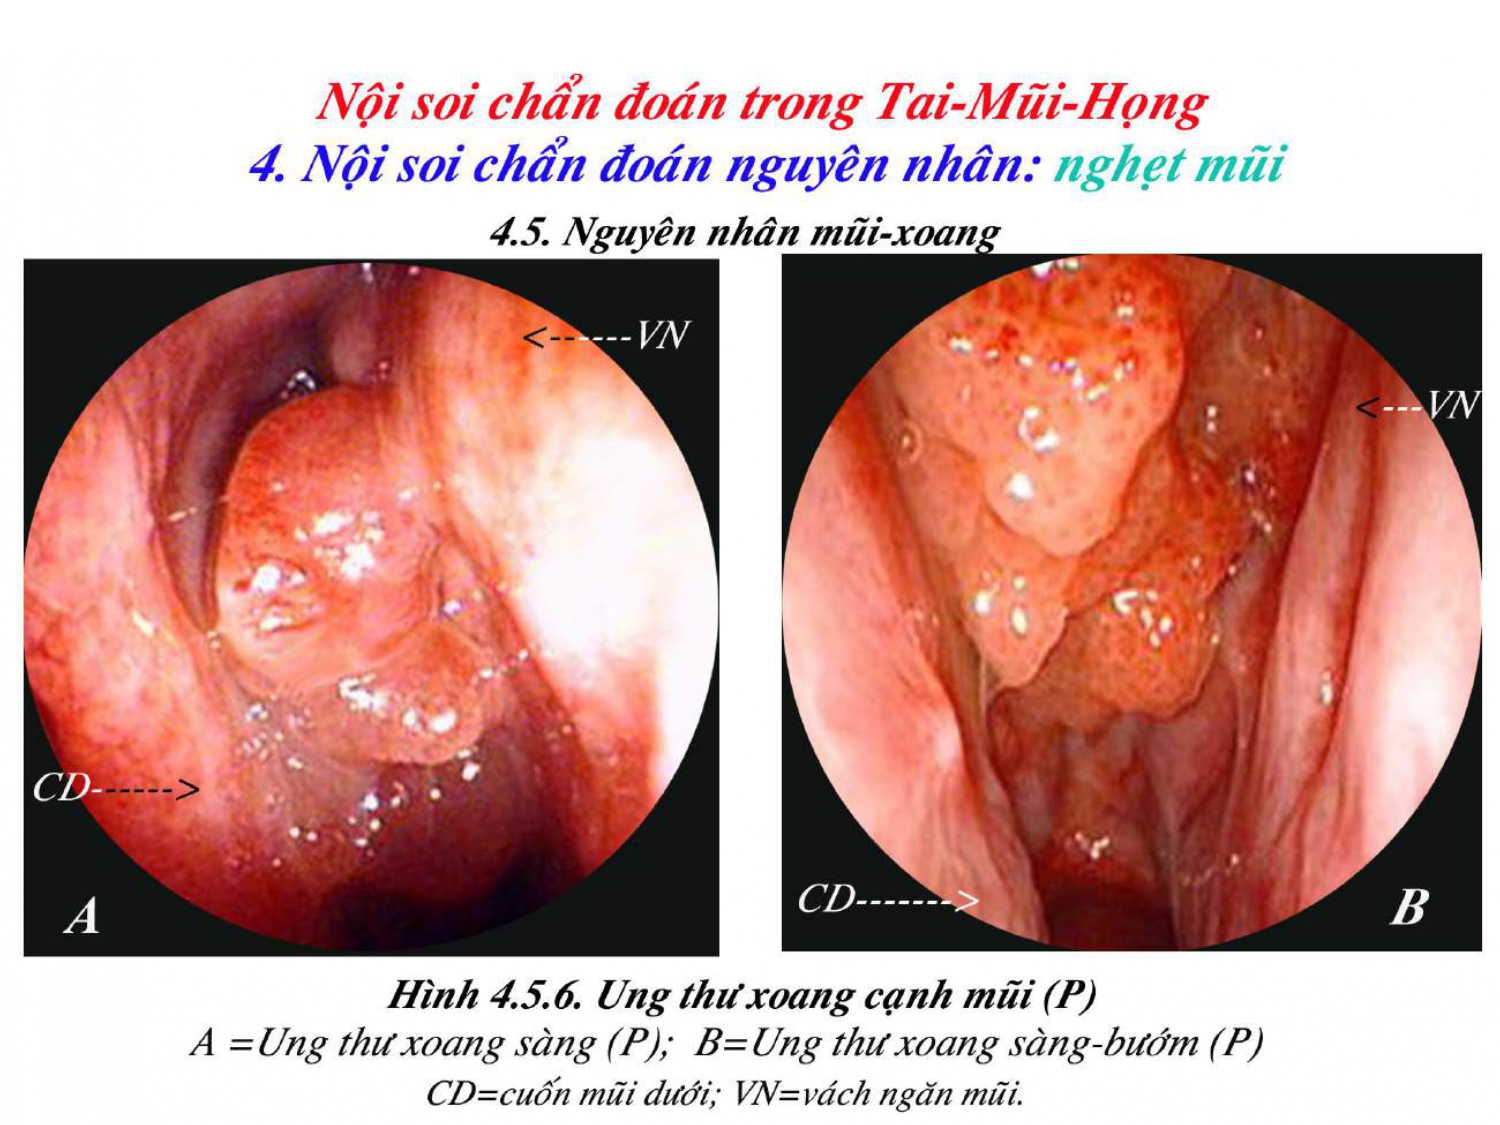 Nội soi chẩn đoán trong Tai-Mũi-Họng
4. Nội soi chẩn đoán nguyên nhân: nghẹt mũi
4.5. Nguyên nhân mũi-xoang
<------VN
<---VN
CD------>
CD------->
A
B
Hình 4.5.6. Ung thư xoang cạnh mũi (P)
A =Ung thư xoang sàng (P); B=Ung thư xoang sàng-bướm (P)
CD=cuốn mũi dưới; VN=vách ngăn mũi.